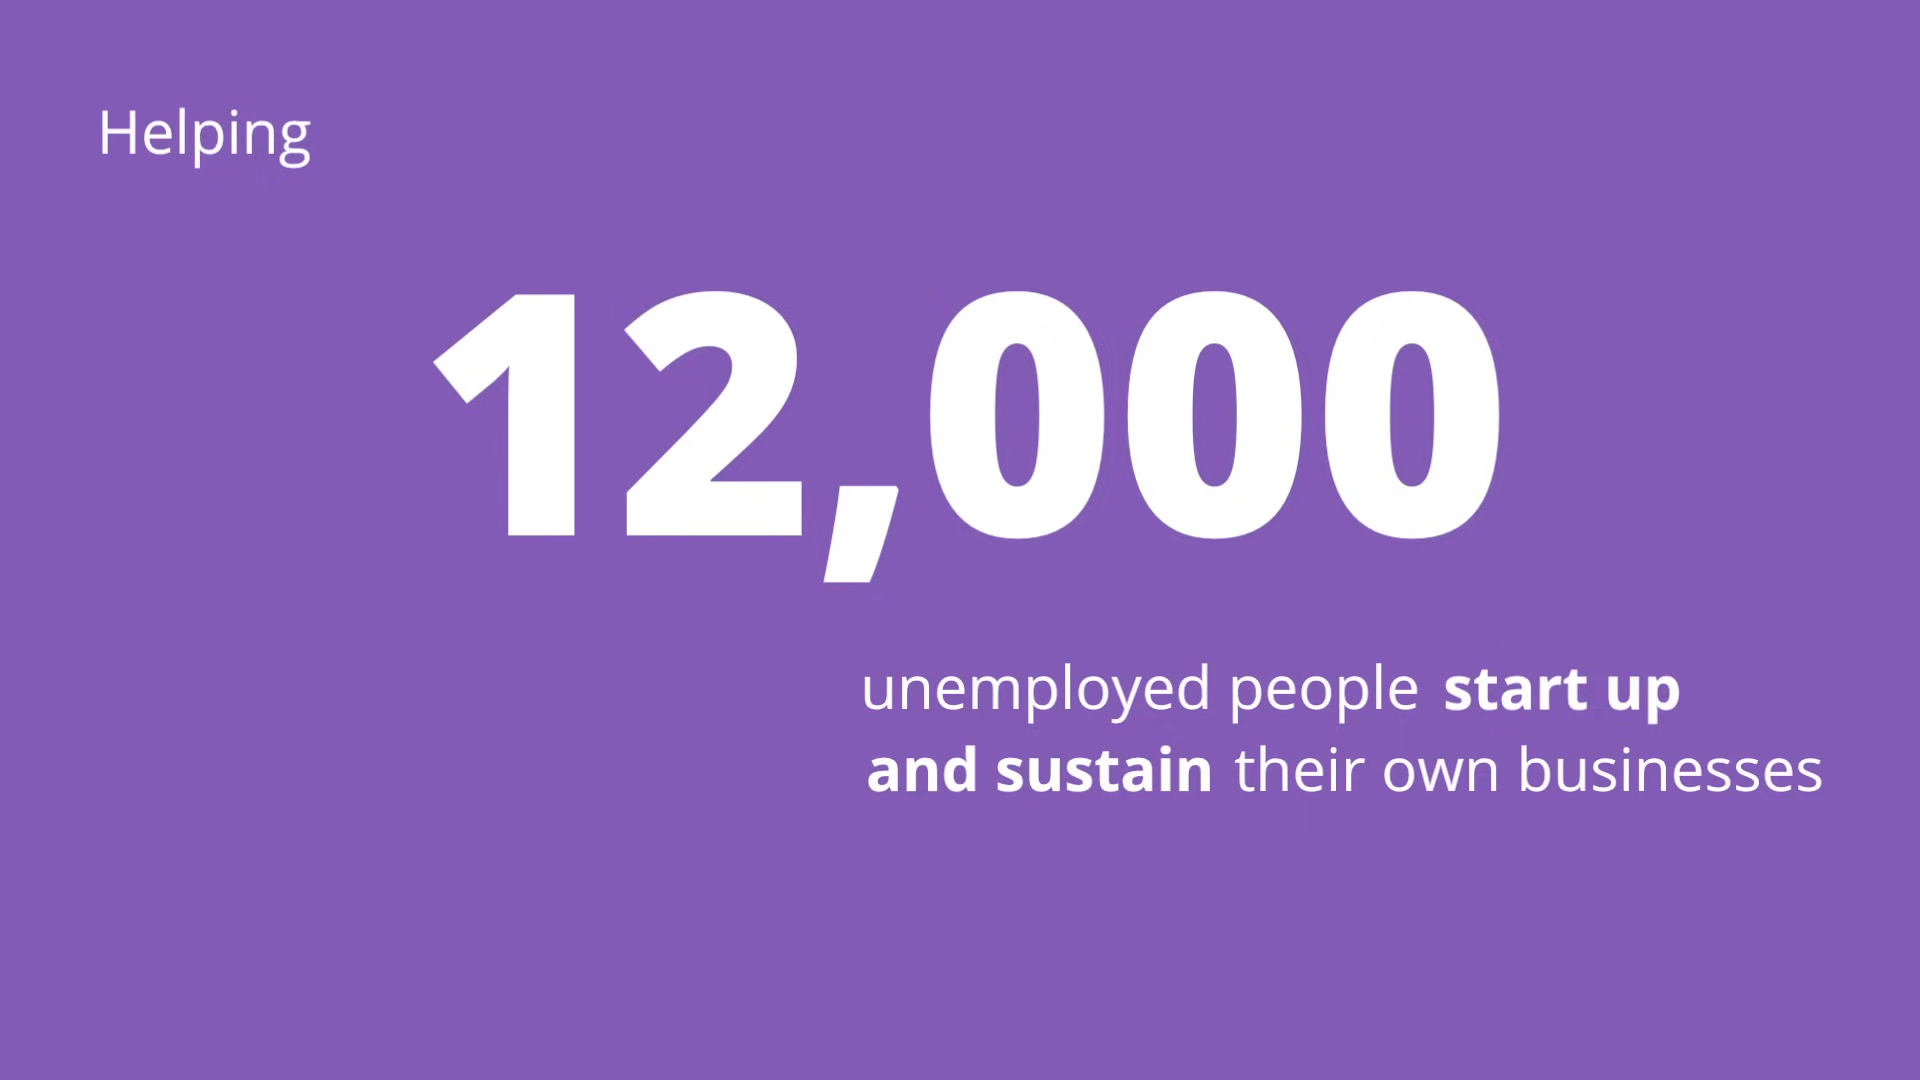 Helping
12,000
unemployed people start up
and sustain their own businesses